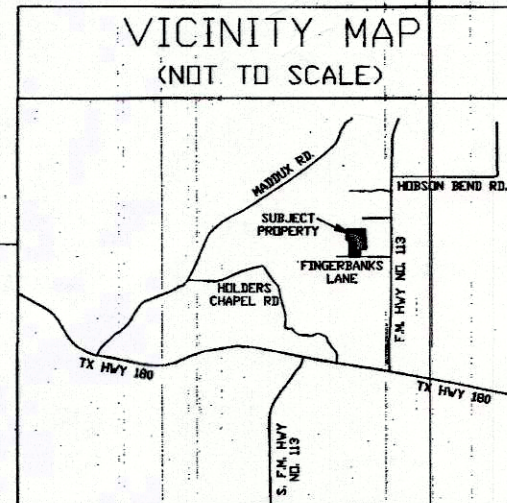 VICINITY MAP
(NOT TO SCALE)
MADDUX RD.
HOBSON BEND RD.
SUBJECT
PROPERTY
FINGERBANKS
LANE
F.M. HWY NO. 113
HOLDERS
CHAPEL RD
TX HWY 180
TX HWY 180
S. F.M. HWY
NO. 113